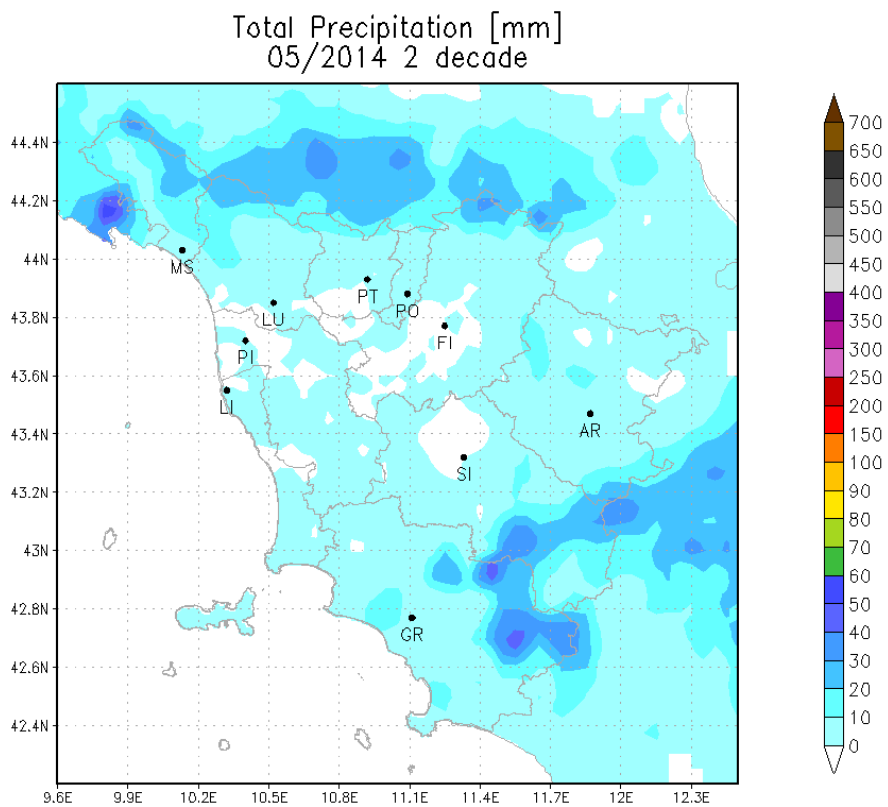 Total Precipitation [mm]
05/2014 2 decade
700
650
600
550
500
450
400
350
300
250
200
150
100
90
80
70
60
50
40
30
20
10
0
44.4N
44.2N
44N
43.8N
43.6N
43.4N
43.2N
43N
42.8N
42.6N
42.4N
MS
LU
PT
PO
FI
PI
LI
AR
SI
GR
9.6E 9.9E 10.2E 10.5E 10.8E 11.1E 11.4E 11.7E 12E 12.3E